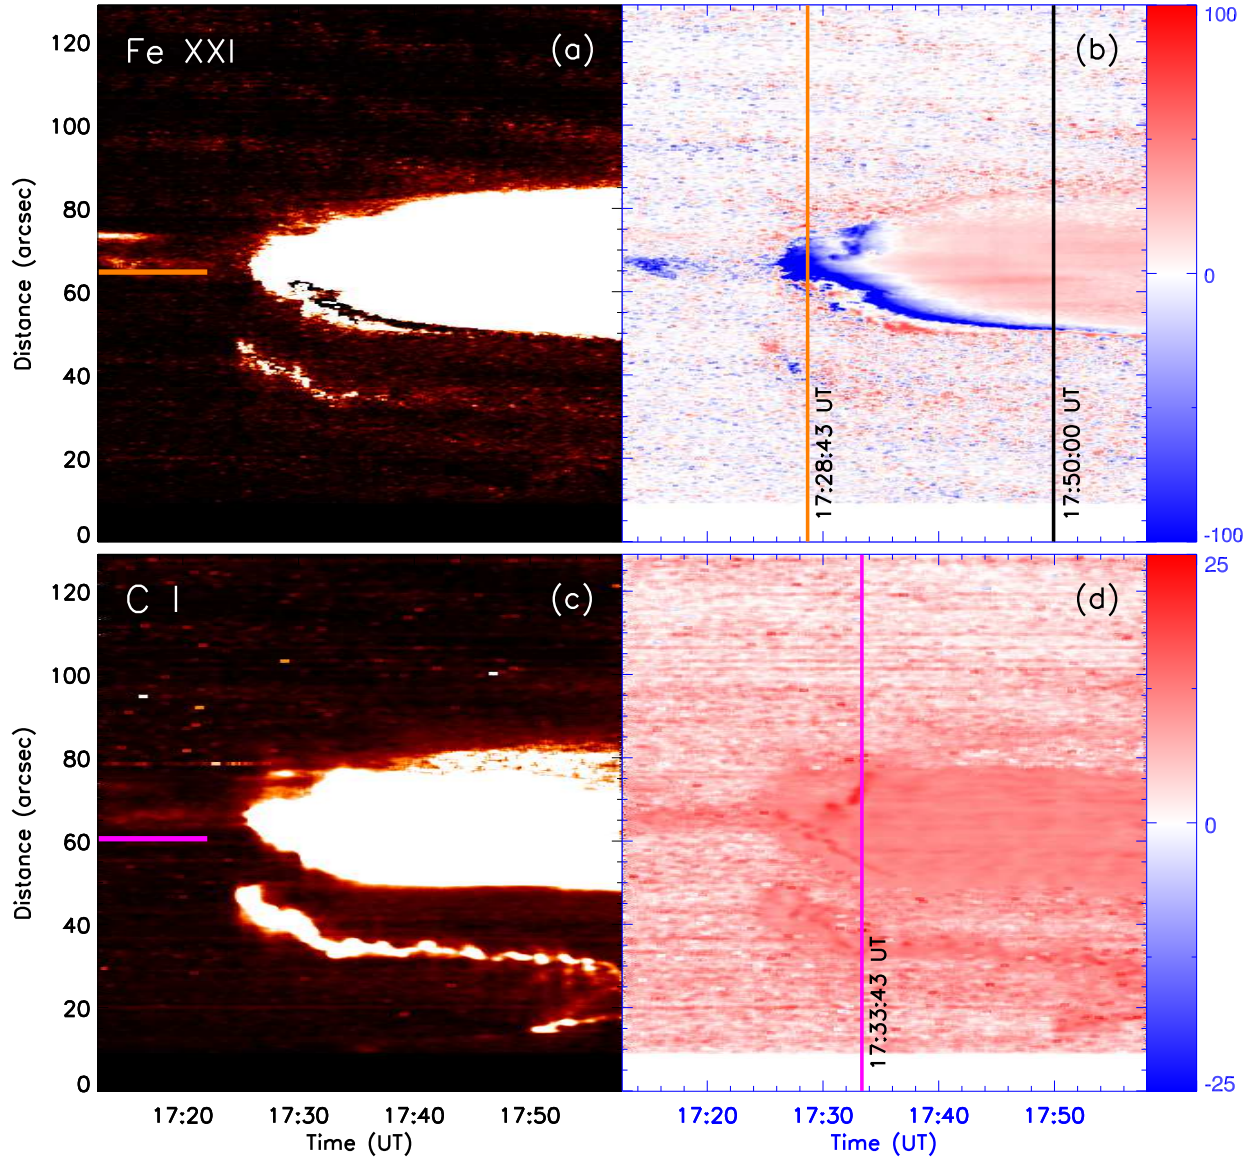 Fe XXI
(a)
(b)
120
100
80
60
40
20
0
Distance (arcsec)
17:28:43 UT
17:50:00 UT
100
0
-100
C I
(c)
(d)
120
100
80
60
40
20
0
Distance (arcsec)
17:33:43 UT
25
0
-25
17:20 17:30 17:40 17:50
Time (UT)
17:20 17:30 17:40 17:50
Time (UT)